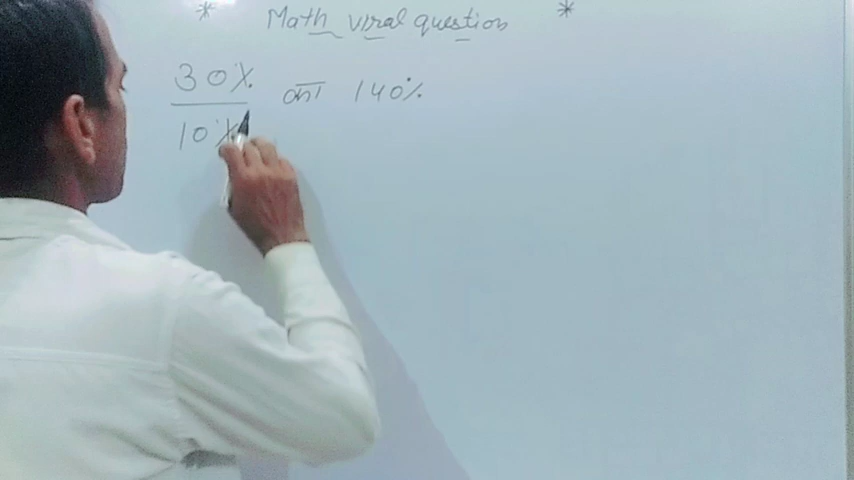 * Math viral question *
30%
10% का 140%